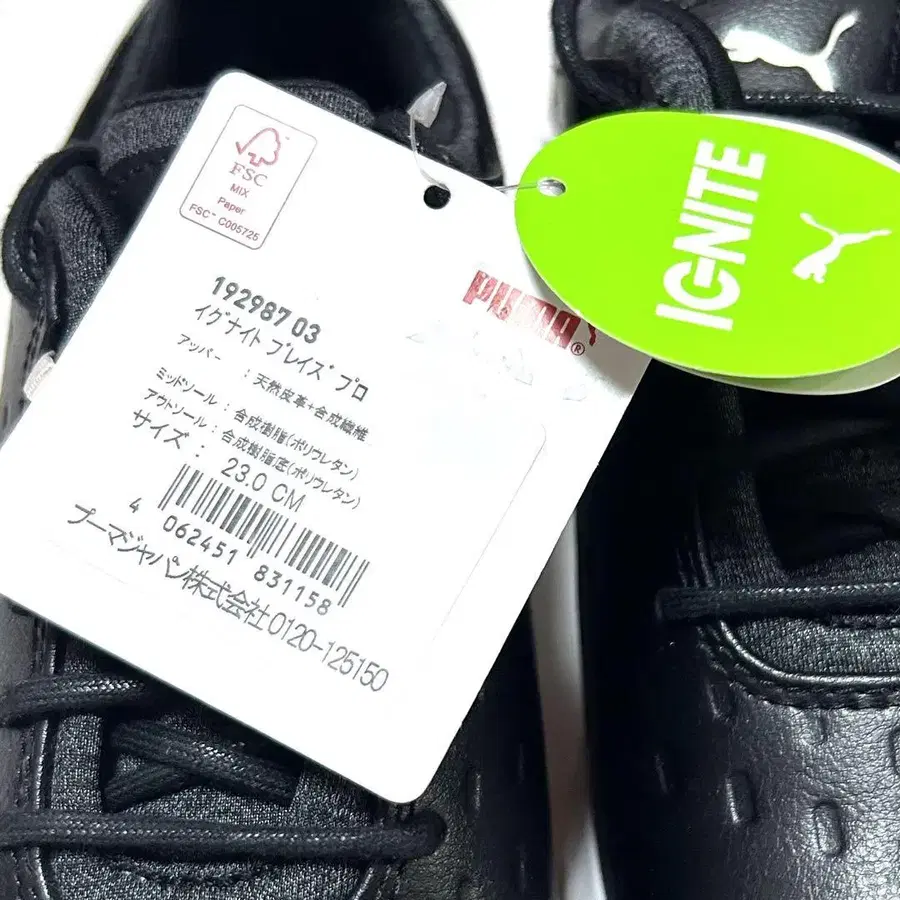 FSC
MIX
Paper
FSC™ C005725
192987 03
イグナイト ブレイズ プロ
アッパー : 天然皮革+合成繊維
ミッドソール : 合成樹脂(ポリウレタン)
アウトソール : 合成樹脂底(ポリウレタン)
サイズ : 23.0 CM
4 062451 831158
プーマジャパン株式会社 0120-125150
PUMA®
IGNITE